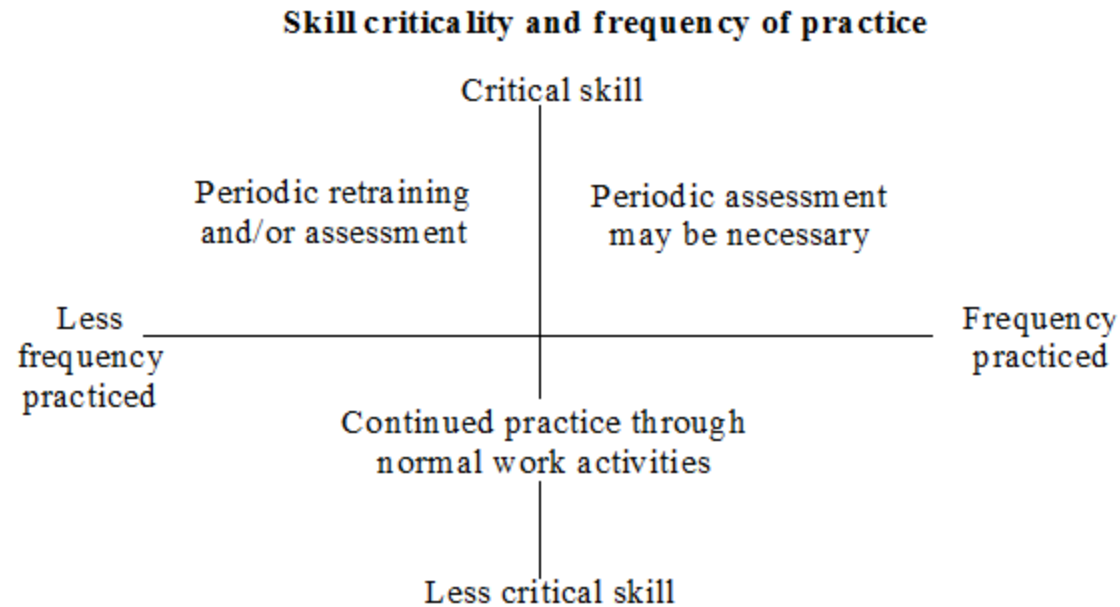 Skill criticality and frequency of practice
Critical skill
Periodic retraining
and/or assessment
Periodic assessment
may be necessary
Less
frequency
practiced
Frequency
practiced
Continued practice through
normal work activities
Less critical skill